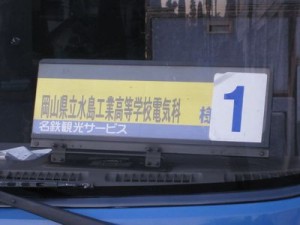 岡山県立水島工業高等学校電気科 様
1
名鉄観光サービス